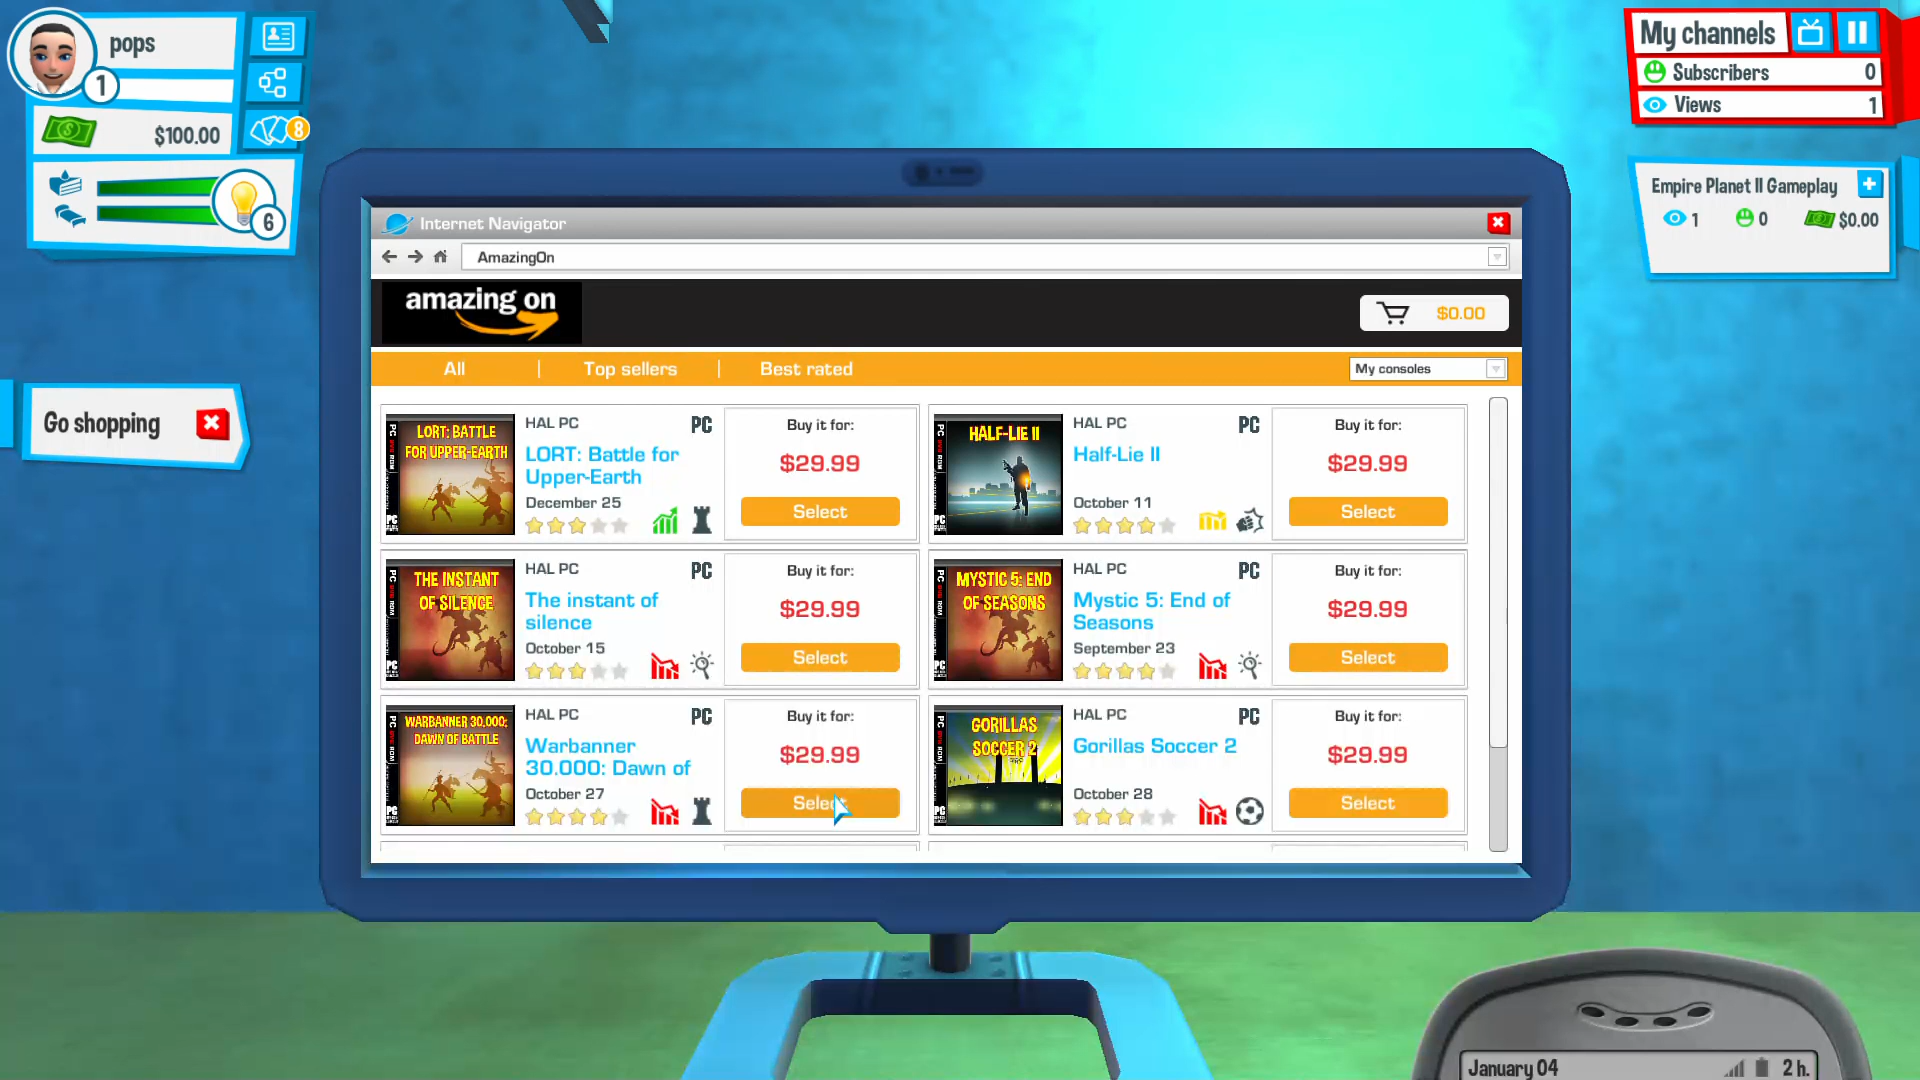 pops
1
$100.00
8
6
My channels
Subscribers 0
Views 1
Empire Planet II Gameplay
1 0 $0.00
Go shopping
Internet Navigator
AmazingOn
amazing on
$0.00
All | Top sellers | Best rated
My consoles
LORT: BATTLE
FOR UPPER-EARTH
HAL PC PC
LORT: Battle for
Upper-Earth
December 25
Buy it for:
$29.99
Select
HALF-LIE II
HAL PC PC
Half-Lie II
October 11
Buy it for:
$29.99
Select
THE INSTANT
OF SILENCE
HAL PC PC
The instant of
silence
October 15
Buy it for:
$29.99
Select
MYSTIC 5: END
OF SEASONS
HAL PC PC
Mystic 5: End of
Seasons
September 23
Buy it for:
$29.99
Select
WARBANNER 30.000:
DAWN OF BATTLE
HAL PC PC
Warbanner
30.000: Dawn of
October 27
Buy it for:
$29.99
Select
GORILLAS
SOCCER 2
HAL PC PC
Gorillas Soccer 2
October 28
Buy it for:
$29.99
Select
January 04 2 h.